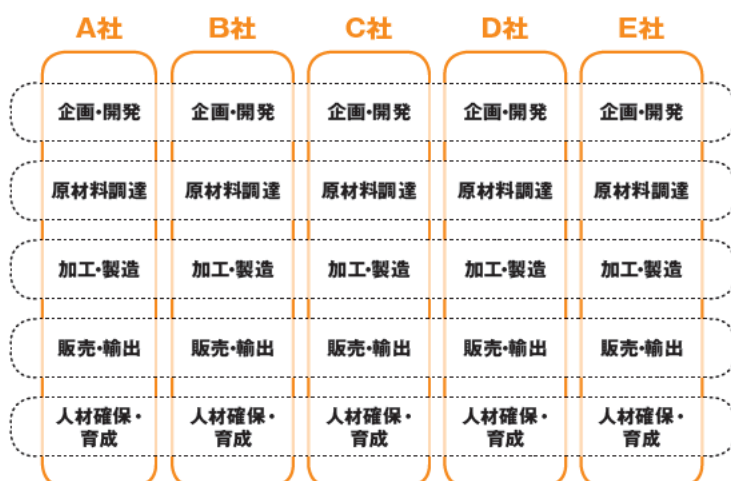 A社 B社 C社 D社 E社
企画・開発 企画・開発 企画・開発 企画・開発 企画・開発
原材料調達 原材料調達 原材料調達 原材料調達 原材料調達
加工・製造 加工・製造 加工・製造 加工・製造 加工・製造
販売・輸出 販売・輸出 販売・輸出 販売・輸出 販売・輸出
人材確保・ 人材確保・ 人材確保・ 人材確保・ 人材確保・
育成 育成 育成 育成 育成